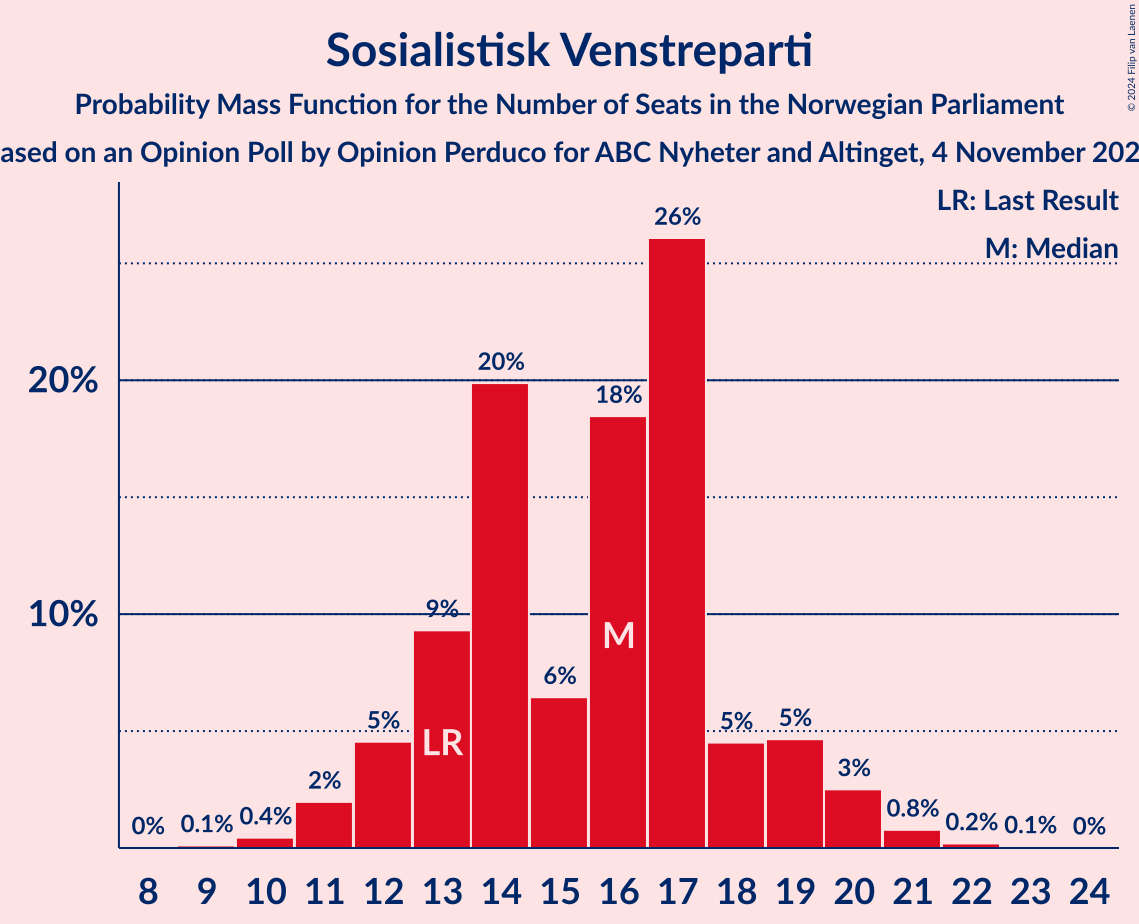 © 2024 Filip van Laenen
Sosialistisk Venstreparti
Probability Mass Function for the Number of Seats in the Norwegian Parliament
ased on an Opinion Poll by Opinion Perduco for ABC Nyheter and Altinget, 4 November 202
LR: Last Result
M: Median
26%
20%
20%
18%
10%
9%
M
6%
LR
5%
5%
5%
3%
2%
0%
0.1%
0.4%
0.8%
0.2%
0.1%
0%
8 9 10 11 12 13 14 15 16 17 18 19 20 21 22 23 24